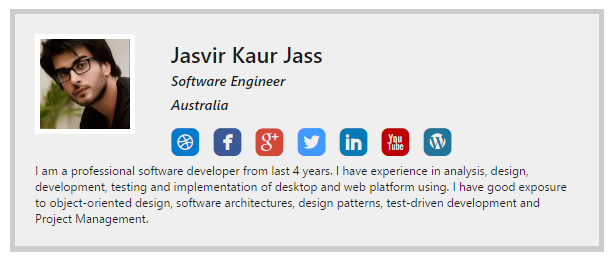 Jasvir Kaur Jass
Software Engineer
Australia
f g+ in You Tube W
I am a professional software developer from last 4 years. I have experience in analysis, design,
development, testing and implementation of desktop and web platform using. I have good exposure
to object-oriented design, software architectures, design patterns, test-driven development and
Project Management.